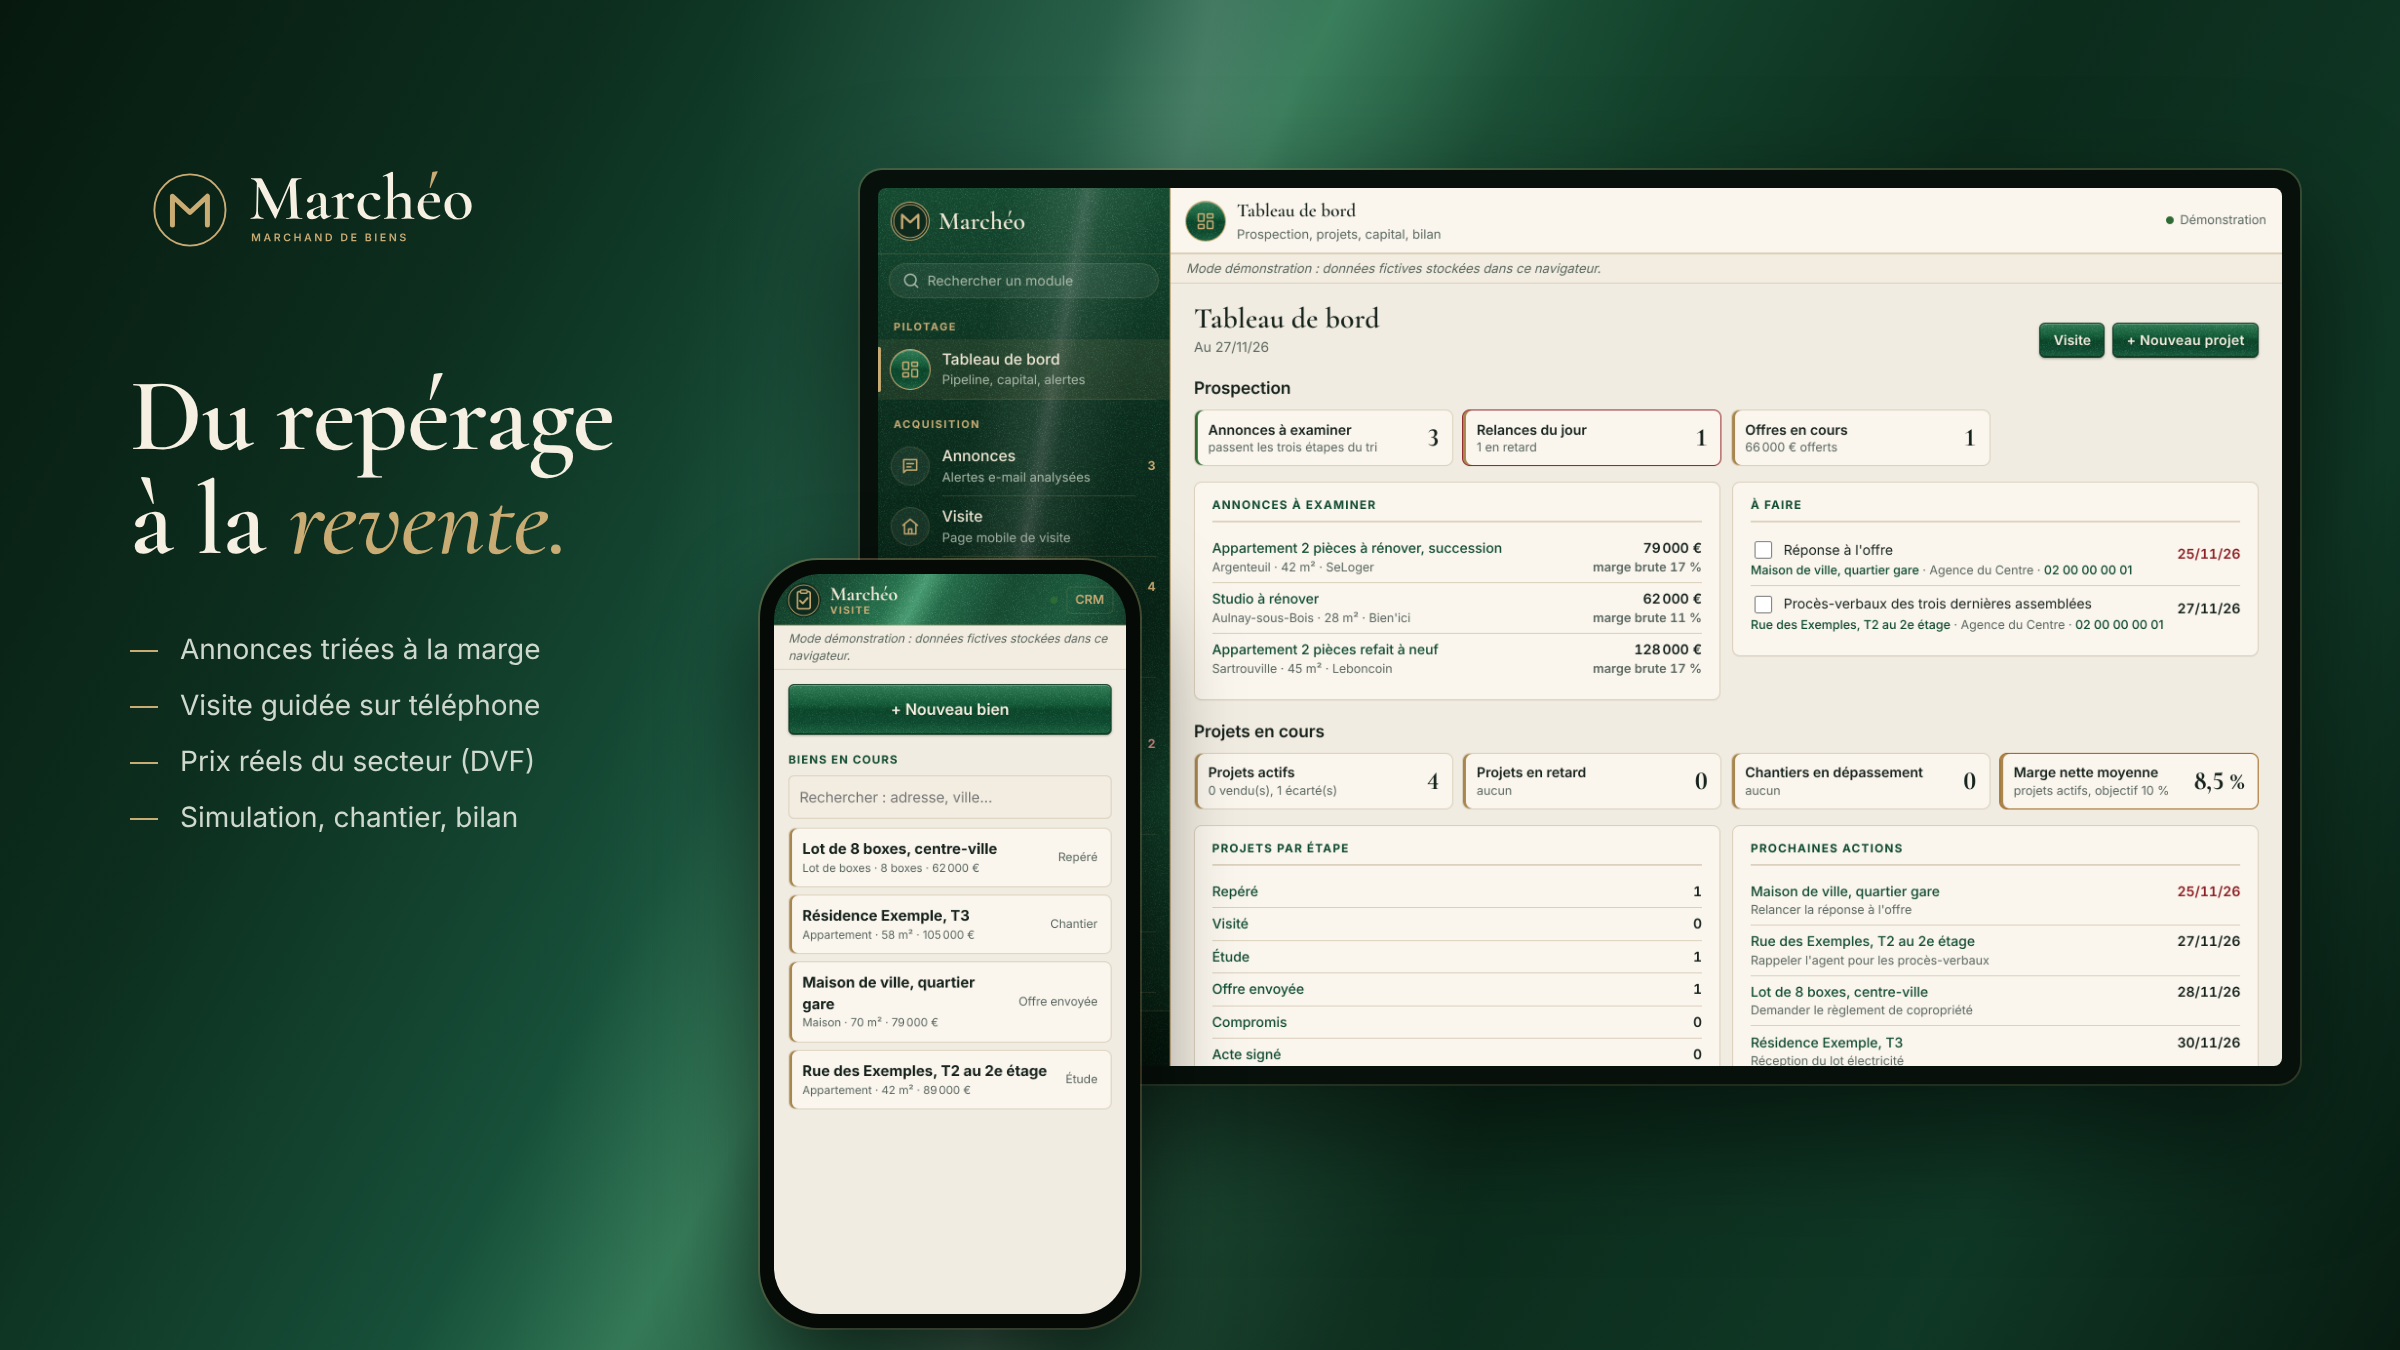 Marchéo
MARCHAND DE BIENS
Du repérage
à la revente.
— Annonces triées à la marge
— Visite guidée sur téléphone
— Prix réels du secteur (DVF)
— Simulation, chantier, bilan
Marchéo
Rechercher un module
PILOTAGE
Tableau de bord
Pipeline, capital, alertes
ACQUISITION
Annonces
Alertes e-mail analysées
3
Visite
Page mobile de visite
4
2
Tableau de bord
Prospection, projets, capital, bilan
Démonstration
Mode démonstration : données fictives stockées dans ce navigateur.
Tableau de bord
Au 27/11/26
Visite
+ Nouveau projet
Prospection
Annonces à examiner
passent les trois étapes du tri
3
Relances du jour
1 en retard
1
Offres en cours
66 000 € offerts
1
ANNONCES À EXAMINER
Appartement 2 pièces à rénover, succession 79 000 €
Argenteuil · 42 m² · SeLoger marge brute 17 %
Studio à rénover 62 000 €
Aulnay-sous-Bois · 28 m² · Bien'ici marge brute 11 %
Appartement 2 pièces refait à neuf 128 000 €
Sartrouville · 45 m² · Leboncoin marge brute 17 %
À FAIRE
Réponse à l'offre 25/11/26
Maison de ville, quartier gare · Agence du Centre · 02 00 00 00 01
Procès-verbaux des trois dernières assemblées 27/11/26
Rue des Exemples, T2 au 2e étage · Agence du Centre · 02 00 00 00 01
Projets en cours
Projets actifs
0 vendu(s), 1 écarté(s)
4
Projets en retard
aucun
0
Chantiers en dépassement
aucun
0
Marge nette moyenne
projets actifs, objectif 10 %
8,5 %
PROJETS PAR ÉTAPE
Repéré 1
Visité 0
Étude 1
Offre envoyée 1
Compromis 0
Acte signé 0
PROCHAINES ACTIONS
Maison de ville, quartier gare 25/11/26
Relancer la réponse à l'offre
Rue des Exemples, T2 au 2e étage 27/11/26
Rappeler l'agent pour les procès-verbaux
Lot de 8 boxes, centre-ville 28/11/26
Demander le règlement de copropriété
Résidence Exemple, T3 30/11/26
Réception du lot électricité
Marchéo
VISITE
CRM
Mode démonstration : données fictives stockées dans ce
navigateur.
+ Nouveau bien
BIENS EN COURS
Rechercher : adresse, ville...
Lot de 8 boxes, centre-ville
Lot de boxes · 8 boxes · 62 000 €
Repéré
Résidence Exemple, T3
Appartement · 58 m² · 105 000 €
Chantier
Maison de ville, quartier
gare
Maison · 70 m² · 79 000 €
Offre envoyée
Rue des Exemples, T2 au 2e étage
Appartement · 42 m² · 89 000 €
Étude